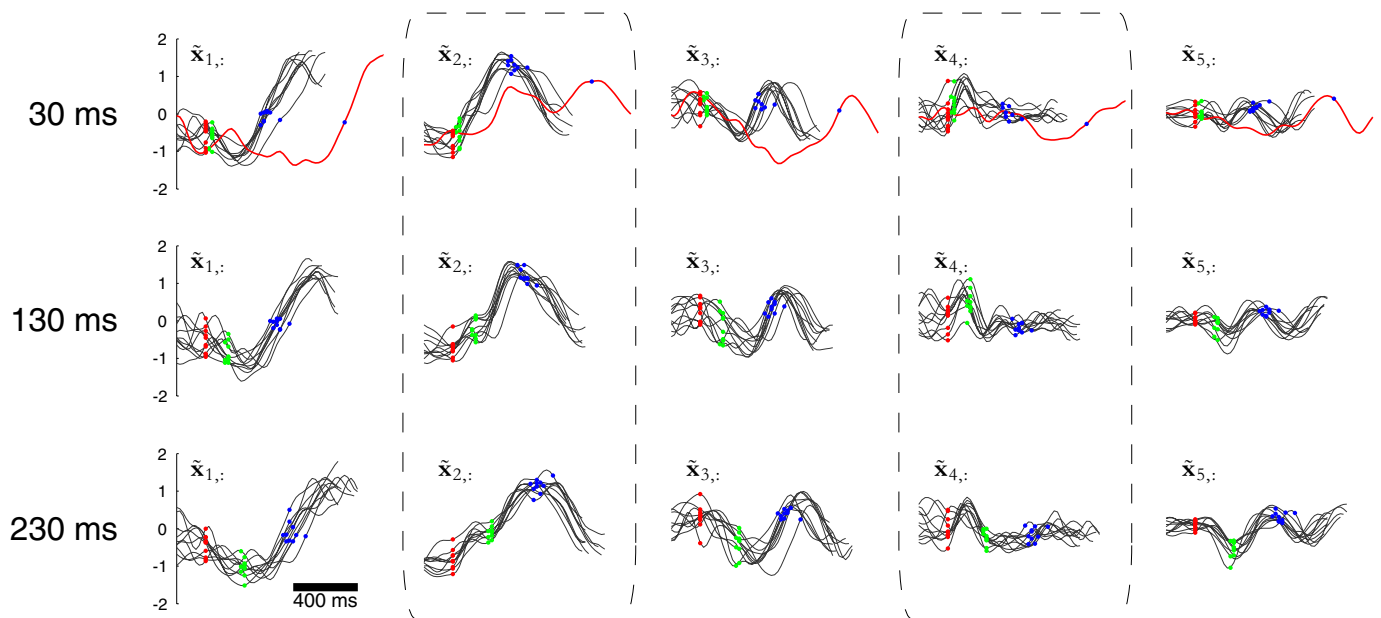 2
1
0
-1
-2
30 ms
x̃1,:
x̃2,:
x̃3,:
x̃4,:
x̃5,:
2
1
0
-1
-2
130 ms
x̃1,:
x̃2,:
x̃3,:
x̃4,:
x̃5,:
2
1
0
-1
-2
230 ms
x̃1,:
x̃2,:
x̃3,:
x̃4,:
x̃5,:
400 ms